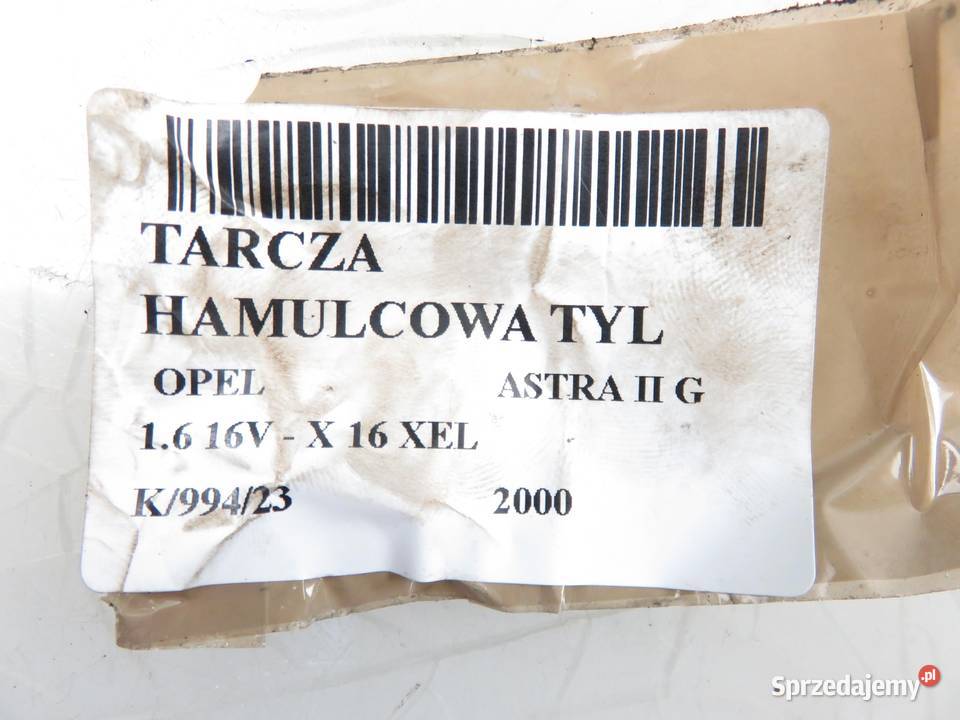 TARCZA
HAMULCOWA TYL
OPEL ASTRA II G
1.6 16V - X 16 XEL
K/994/23 2000
Sprzedajemy.pl